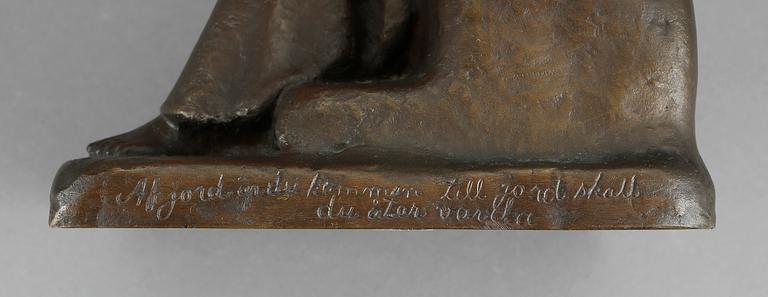 Af jord är du kommen till jord skall
du åter varda